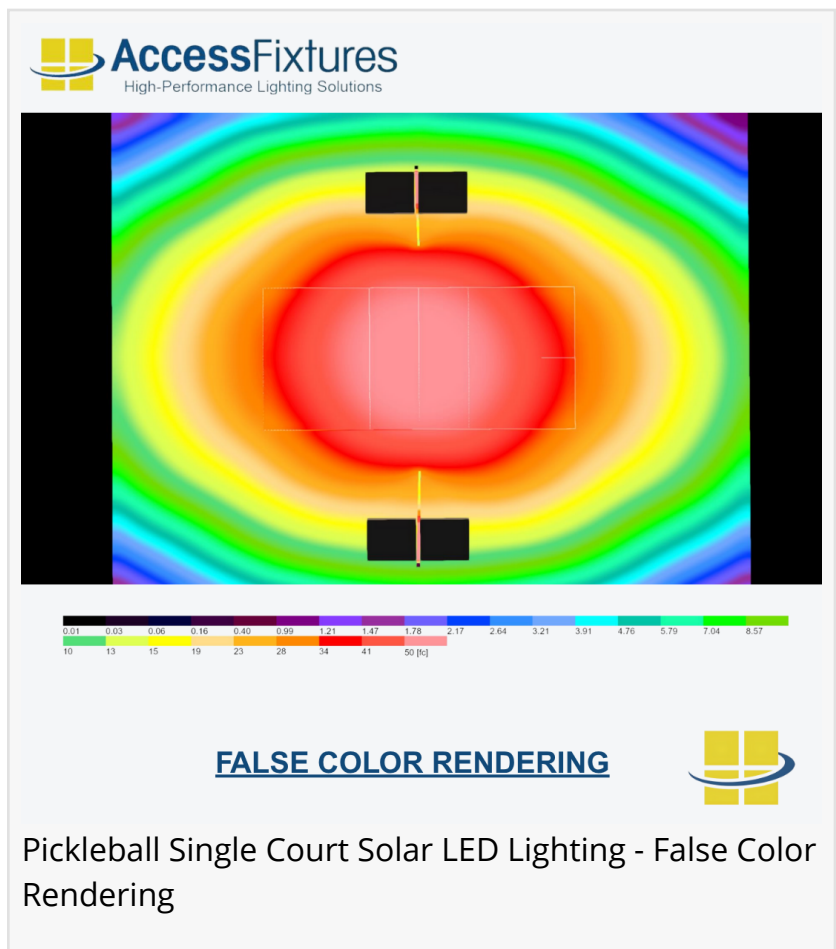 AccessFixtures
High-Performance Lighting Solutions
0.01 0.03 0.06 0.16 0.40 0.99 1.21 1.47 1.78 2.17 2.64 3.21 3.91 4.76 5.79 7.04 8.57
10 13 15 19 23 28 34 41 50 [fc]
FALSE COLOR RENDERING
Pickleball Single Court Solar LED Lighting - False Color
Rendering